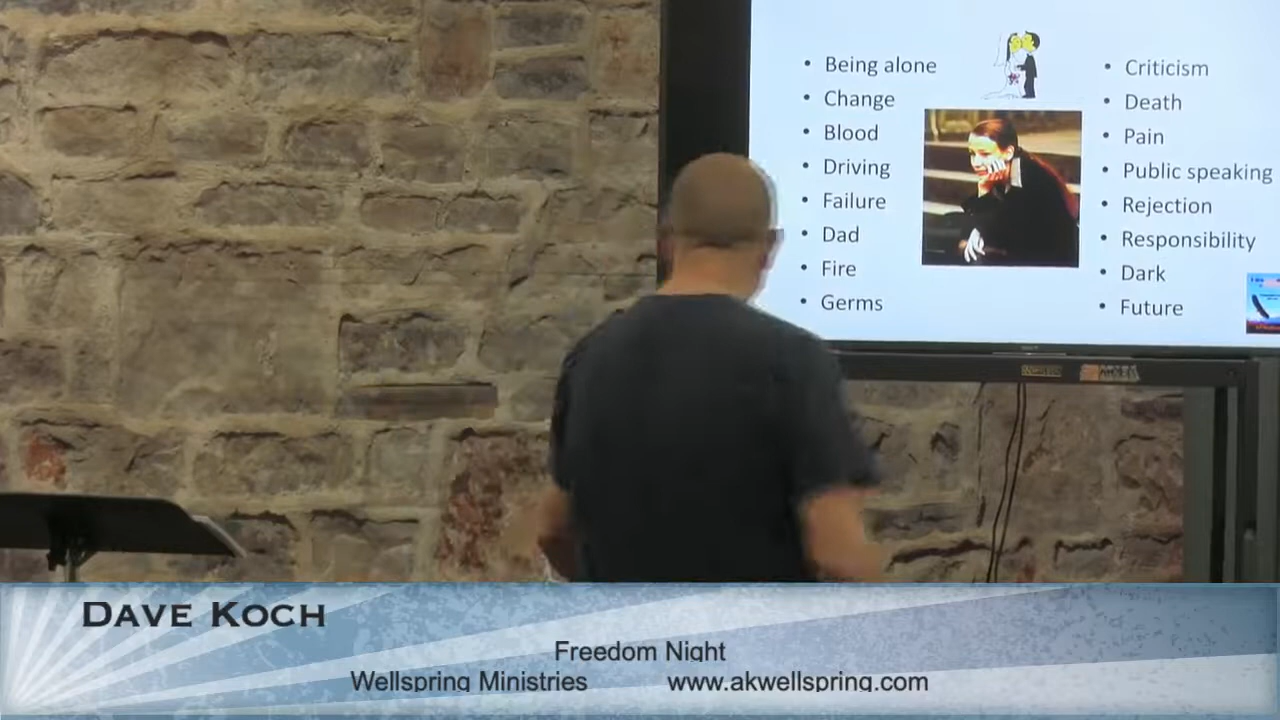 • Being alone
• Change
• Blood
• Driving
• Failure
• Dad
• Fire
• Germs
• Criticism
• Death
• Pain
• Public speaking
• Rejection
• Responsibility
• Dark
• Future
Dave Koch
Freedom Night
Wellspring Ministries www.akwellspring.com